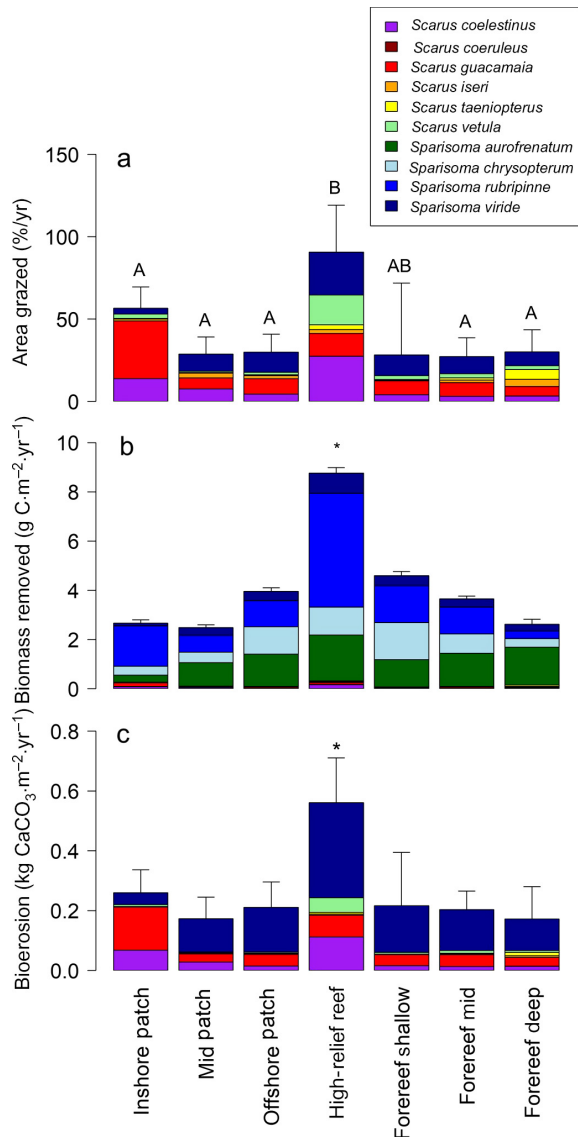 Scarus coelestinus
Scarus coeruleus
Scarus guacamaia
Scarus iseri
Scarus taeniopterus
Scarus vetula
Sparisoma aurofrenatum
Sparisoma chrysopterum
Sparisoma rubripinne
Sparisoma viride
a
Area grazed (%/yr)
150
100
50
0
A
A
A
B
AB
A
A
b
Biomass removed (g C·m−2·yr−1)
10
8
6
4
2
0
*
c
Bioerosion (kg CaCO3·m−2·yr−1)
0.8
0.6
0.4
0.2
0.0
*
Inshore patch
Mid patch
Offshore patch
High-relief reef
Forereef shallow
Forereef mid
Forereef deep